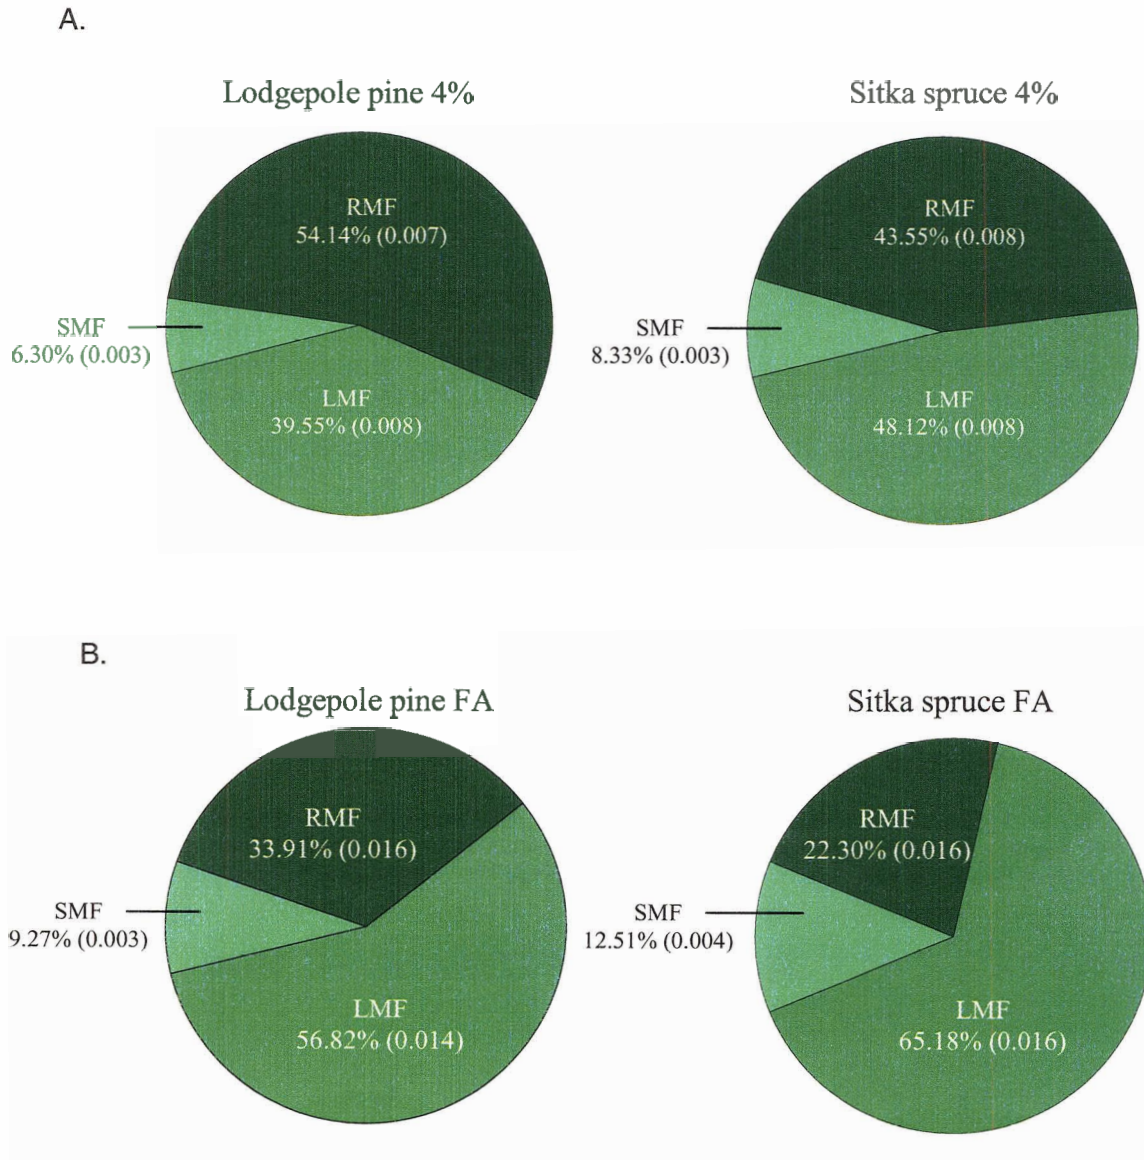 A.
Lodgepole pine 4%
Sitka spruce 4%
RMF
54.14% (0.007)
SMF
6.30% (0.003)
LMF
39.55% (0.008)
RMF
43.55% (0.008)
SMF
8.33% (0.003)
LMF
48.12% (0.008)
B.
Lodgepole pine FA
Sitka spruce FA
RMF
33.91% (0.016)
SMF
9.27% (0.003)
LMF
56.82% (0.014)
RMF
22.30% (0.016)
SMF
12.51% (0.004)
LMF
65.18% (0.016)